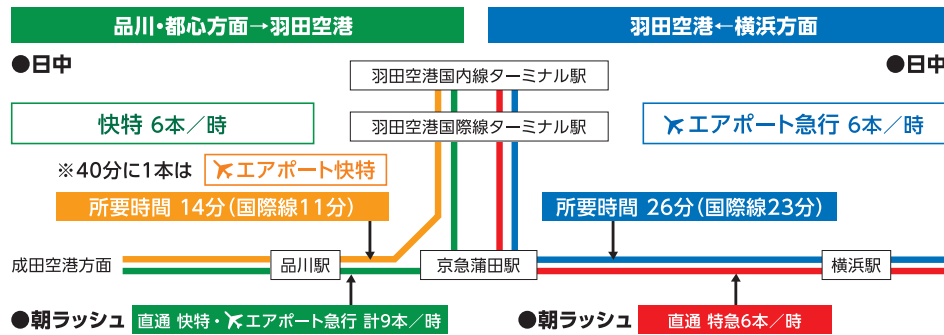 品川・都心方面→羽田空港
羽田空港←横浜方面
●日中
●日中
羽田空港国内線ターミナル駅
快特 6本／時
羽田空港国際線ターミナル駅
エアポート急行 6本／時
※40分に1本は エアポート快特
所要時間 14分（国際線11分）
所要時間 26分（国際線23分）
成田空港方面
品川駅
京急蒲田駅
横浜駅
●朝ラッシュ 直通 快特・エアポート急行 計9本／時
●朝ラッシュ 直通 特急6本／時